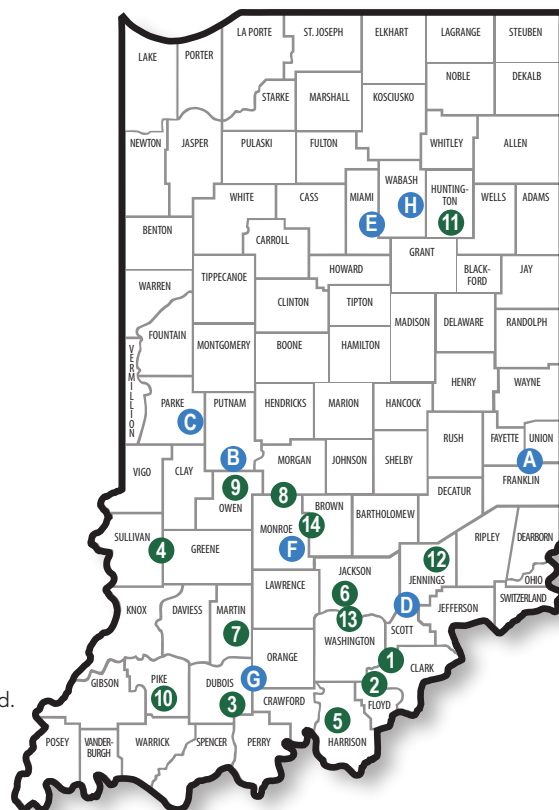 LA PORTE
ST. JOSEPH
ELKHART
LAGRANGE
STEUBEN
LAKE
PORTER
NOBLE
DEKALB
STARKE
MARSHALL
KOSCIUSKO
NEWTON
JASPER
PULASKI
FULTON
WHITLEY
ALLEN
WHITE
CASS
MIAMI
WABASH
HUNTING-
TON
WELLS
ADAMS
E
H
11
BENTON
CARROLL
GRANT
HOWARD
BLACK-
FORD
JAY
WARREN
TIPPECANOE
CLINTON
TIPTON
MADISON
DELAWARE
RANDOLPH
FOUNTAIN
MONTGOMERY
BOONE
HAMILTON
VERMILLION
HENRY
WAYNE
PARKE
C
PUTNAM
HENDRICKS
MARION
HANCOCK
RUSH
FAYETTE
UNION
A
VIGO
CLAY
B
MORGAN
JOHNSON
SHELBY
FRANKLIN
9
OWEN
8
BROWN
14
MONROE
BARTHOLOMEW
DECATUR
SULLIVAN
4
GREENE
F
12
JENNINGS
RIPLEY
DEARBORN
OHIO
SWITZERLAND
KNOX
DAVIESS
MARTIN
7
LAWRENCE
JACKSON
6
13
D
JEFFERSON
SCOTT
WASHINGTON
ORANGE
1
CLARK
GIBSON
PIKE
10
DUBOIS
3
G
CRAWFORD
2
FLOYD
5
HARRISON
d.
POSEY
VANDER-
BURGH
WARRICK
SPENCER
PERRY